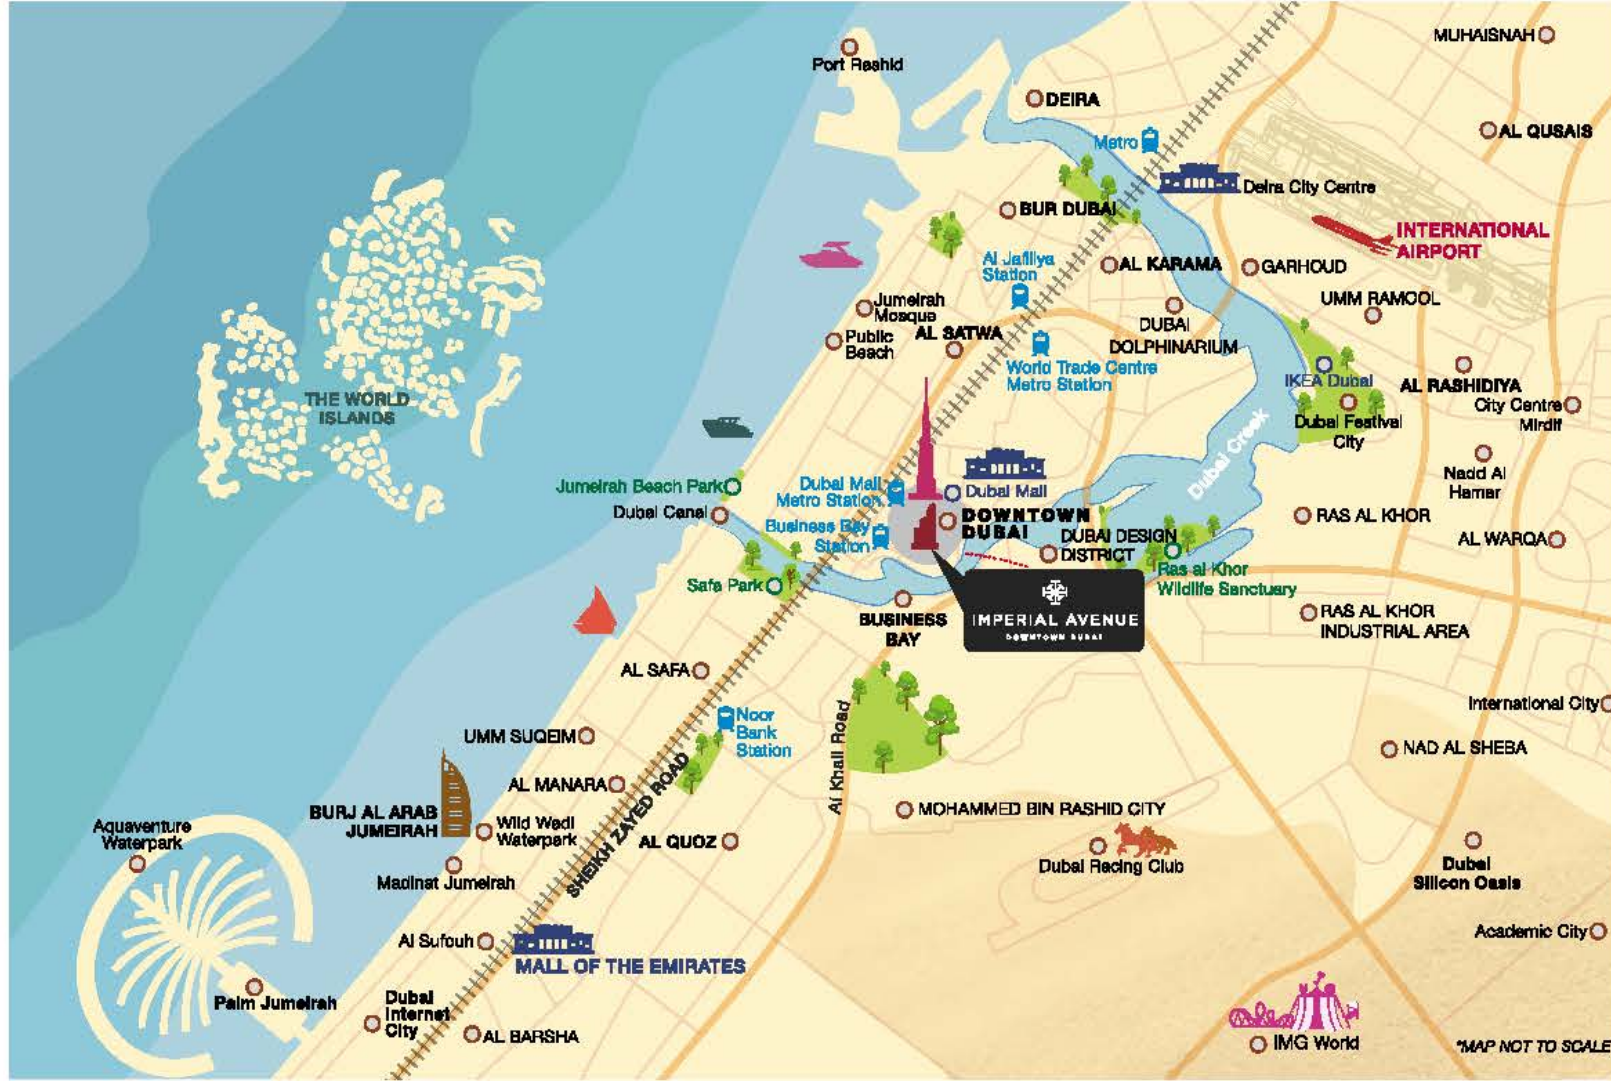 Port Rashid
MUHAISNAH
DEIRA
AL QUSAIS
Metro
Deira City Centre
BUR DUBAI
INTERNATIONAL
AIRPORT
Al Jafiliya
Station
AL KARAMA
GARHOUD
UMM RAMOOL
Jumeirah
Mosque
Public
Beach
AL SATWA
DUBAI
DOLPHINARIUM
World Trade Centre
Metro Station
IKEA Dubai
AL RASHIDIYA
City Centre
Mirdif
Dubai Festival
City
THE WORLD
ISLANDS
Dubai Creek
Nadd Al
Hamar
Jumeirah Beach Park
Dubai Mall
Metro Station
Dubai Mall
Dubai Canal
Business Bay
Station
DOWNTOWN
DUBAI
DUBAI DESIGN
DISTRICT
RAS AL KHOR
AL WARQA
Safa Park
Ras al Khor
Wildlife Sanctuary
BUSINESS
BAY
IMPERIAL AVENUE
DOWNTOWN DUBAI
RAS AL KHOR
INDUSTRIAL AREA
AL SAFA
International City
Noor
Bank
Station
Al Khail Road
UMM SUQEIM
NAD AL SHEBA
AL MANARA
SHEIKH ZAYED ROAD
MOHAMMED BIN RASHID CITY
BURJ AL ARAB
JUMEIRAH
Wild Wadi
Waterpark
AL QUOZ
Aquaventure
Waterpark
Dubai Racing Club
Dubai
Silicon Oasis
Madinat Jumeirah
Al Sufouh
MALL OF THE EMIRATES
Academic City
Palm Jumeirah
Dubai
Internet
City
AL BARSHA
IMG World
*MAP NOT TO SCALE